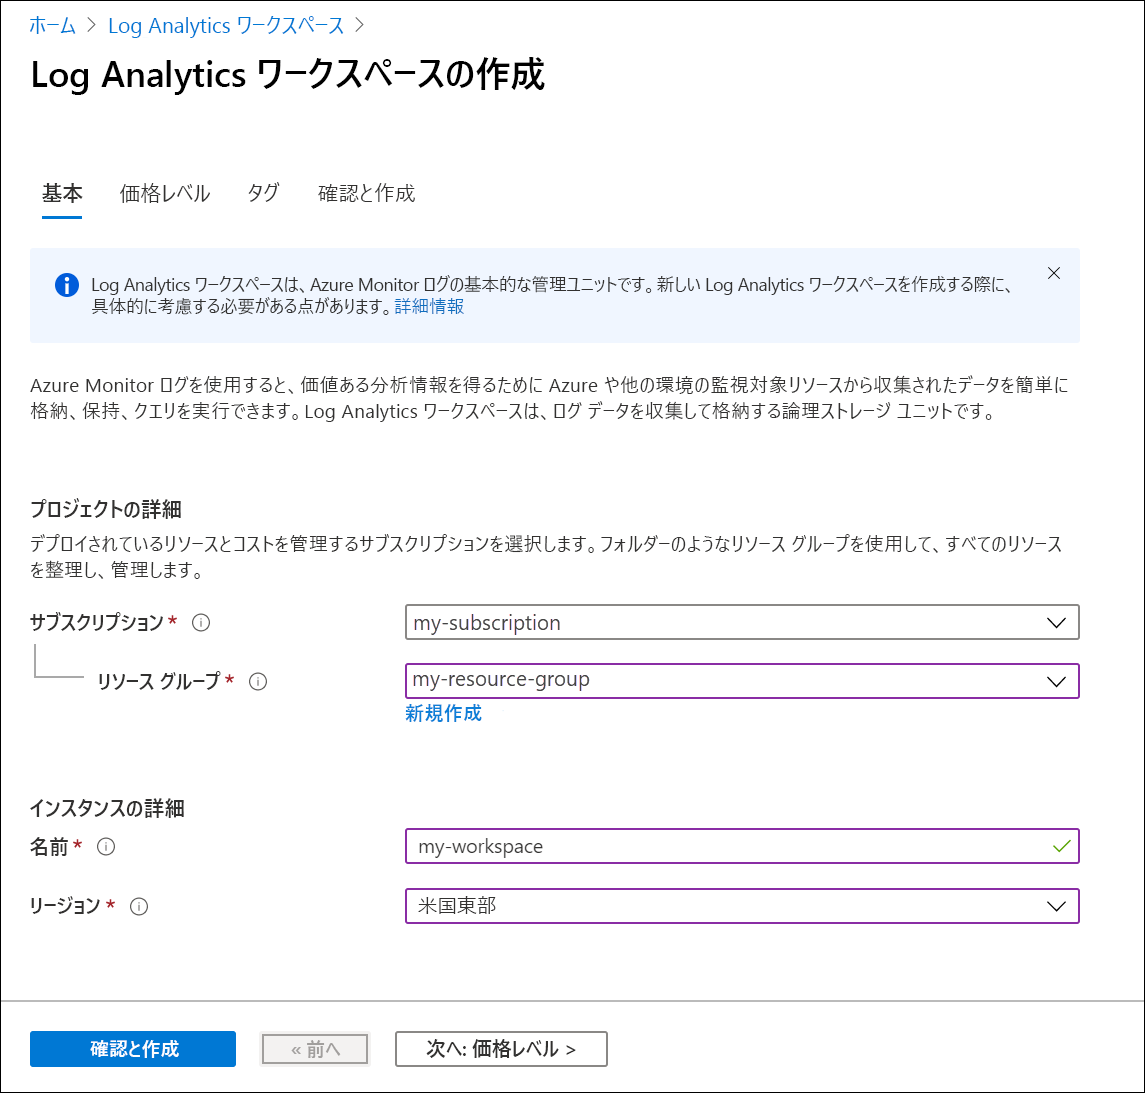 ホーム > Log Analytics ワークスペース >
Log Analytics ワークスペースの作成
基本 価格レベル タグ 確認と作成
Log Analytics ワークスペースは、Azure Monitor ログの基本的な管理ユニットです。新しい Log Analytics ワークスペースを作成する際に、
具体的に考慮する必要がある点があります。詳細情報
Azure Monitor ログを使用すると、価値ある分析情報を得るために Azure や他の環境の監視対象リソースから収集されたデータを簡単に
格納、保持、クエリを実行できます。Log Analytics ワークスペースは、ログ データを収集して格納する論理ストレージ ユニットです。
プロジェクトの詳細
デプロイされているリソースとコストを管理するサブスクリプションを選択します。フォルダーのようなリソース グループを使用して、すべてのリソース
を整理し、管理します。
サブスクリプション * my-subscription
リソース グループ * my-resource-group
新規作成
インスタンスの詳細
名前 * my-workspace
リージョン * 米国東部
確認と作成 « 前へ 次へ: 価格レベル >